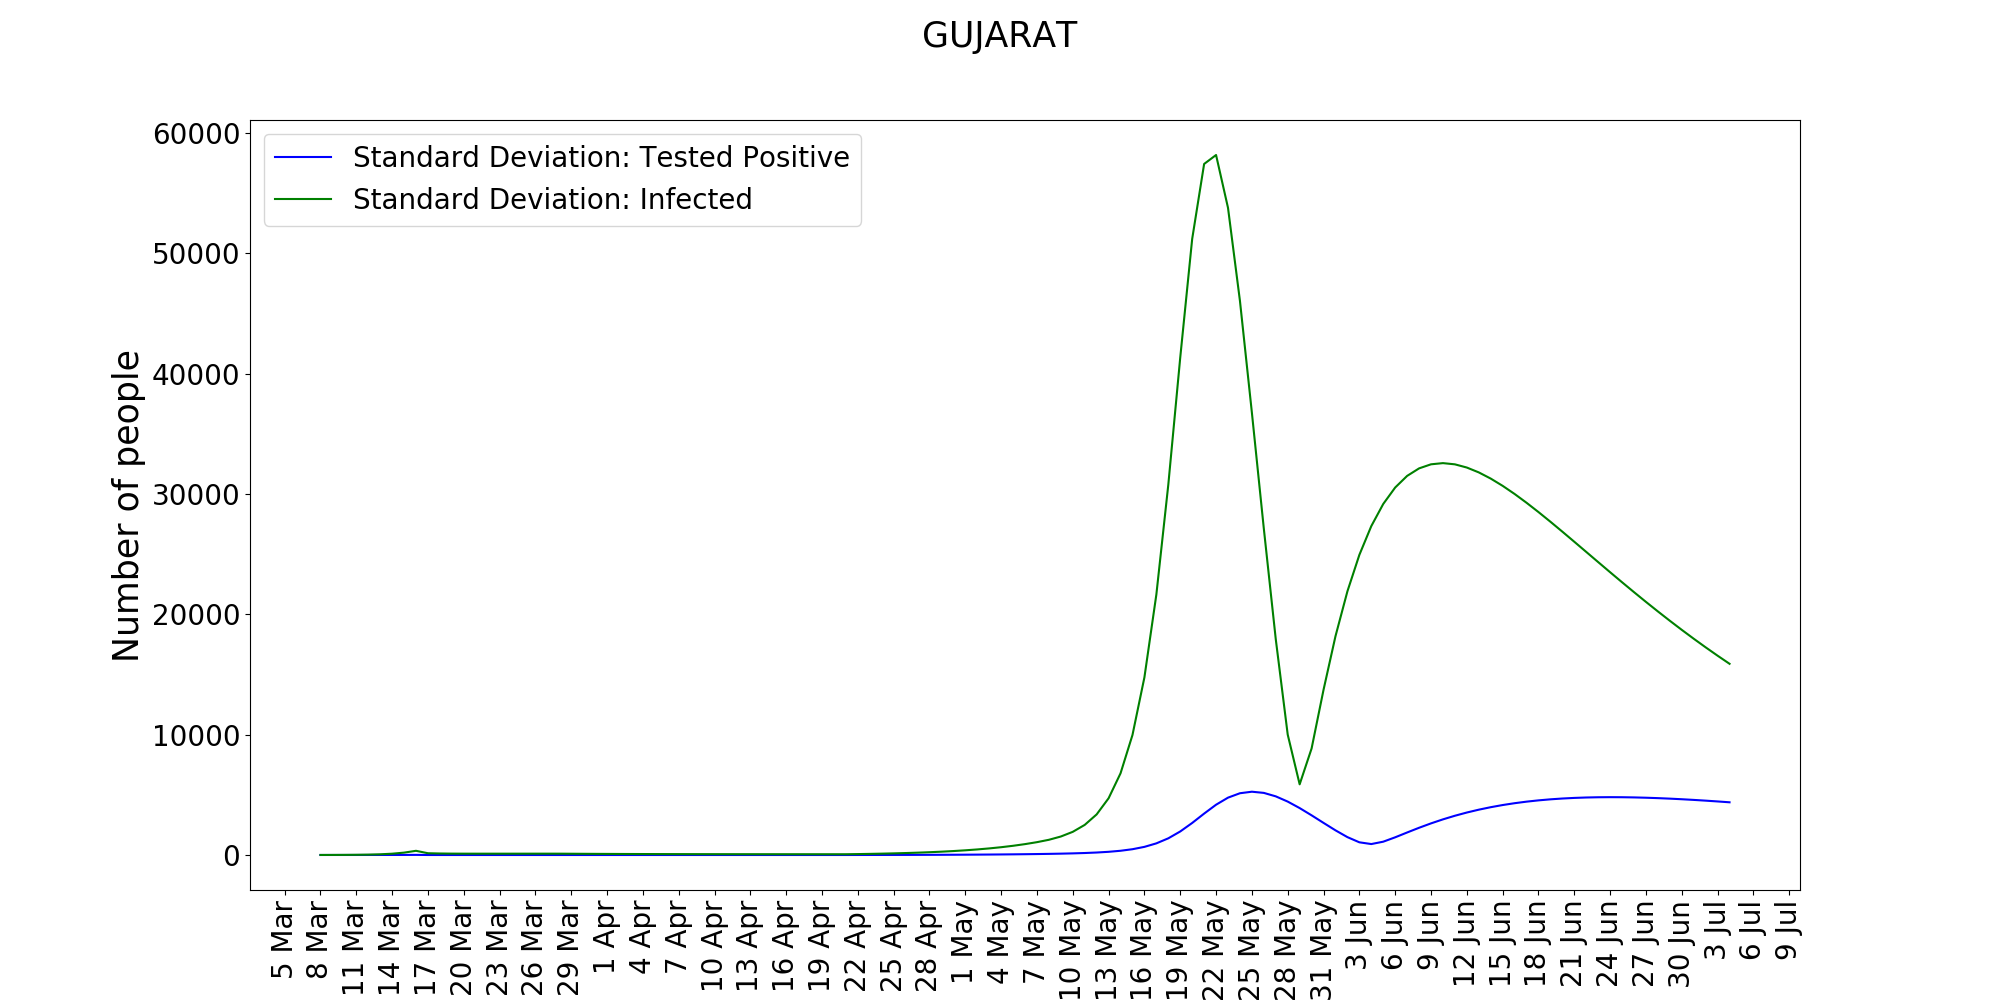 GUJARAT
Standard Deviation: Tested Positive
Standard Deviation: Infected
Number of people
60000
50000
40000
30000
20000
10000
0
5 Mar
8 Mar
11 Mar
14 Mar
17 Mar
20 Mar
23 Mar
26 Mar
29 Mar
1 Apr
4 Apr
7 Apr
10 Apr
13 Apr
16 Apr
19 Apr
22 Apr
25 Apr
28 Apr
1 May
4 May
7 May
10 May
13 May
16 May
19 May
22 May
25 May
28 May
31 May
3 Jun
6 Jun
9 Jun
12 Jun
15 Jun
18 Jun
21 Jun
24 Jun
27 Jun
30 Jun
3 Jul
6 Jul
9 Jul